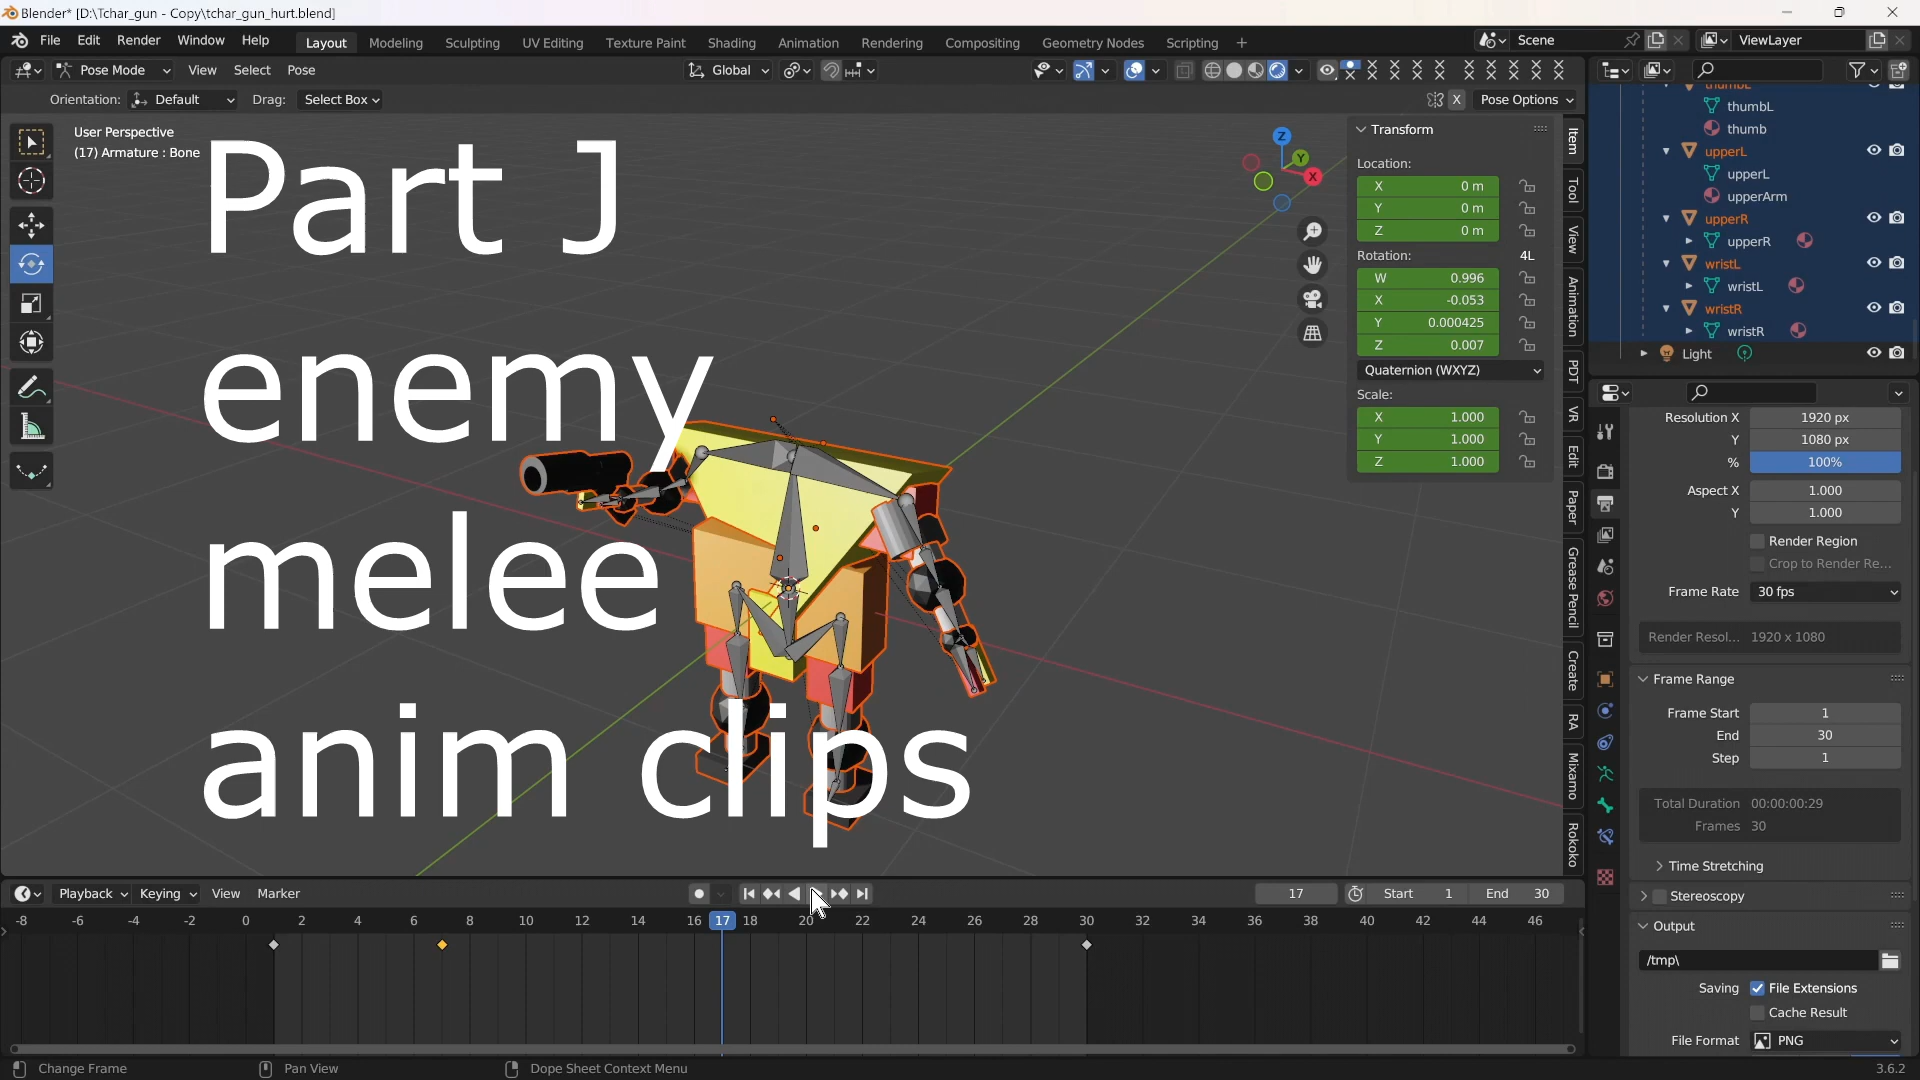 Blender* [D:\Tchar_gun - Copy\tchar_gun_hurt.blend]
File Edit Render Window Help Layout Modeling Sculpting UV Editing Texture Paint Shading Animation Rendering Compositing Geometry Nodes Scripting + Scene ViewLayer
Pose Mode View Select Pose Global
Orientation: Default Drag: Select Box X Pose Options
User Perspective
(17) Armature : Bone
Part J
enemy
melee
anim clips
Z
Y
X
Transform
Location:
X 0 m
Y 0 m
Z 0 m
Rotation: 4L
W 0.996
X -0.053
Y 0.000425
Z 0.007
Quaternion (WXYZ)
Scale:
X 1.000
Y 1.000
Z 1.000
Item
Tool
View
Animation
PDT
VR
Edit
Paper
Grease Pencil
Create
RA
Mixamo
Rokoko
thumbL
thumbL
thumb
upperL
upperL
upperArm
upperR
upperR
wristL
wristL
wristR
wristR
Light
Resolution X 1920 px
Y 1080 px
% 100%
Aspect X 1.000
Y 1.000
Render Region
Crop to Render Re...
Frame Rate 30 fps
Render Resol... 1920 x 1080
Frame Range
Frame Start 1
End 30
Step 1
Total Duration 00:00:00:29
Frames 30
Time Stretching
Stereoscopy
Output
/tmp\
Saving File Extensions
Cache Result
File Format PNG
Playback Keying View Marker 17 Start 1 End 30
-8 -6 -4 -2 0 2 4 6 8 10 12 14 16 17 18 20 22 24 26 28 30 32 34 36 38 40 42 44 46
Change Frame Pan View Dope Sheet Context Menu 3.6.2